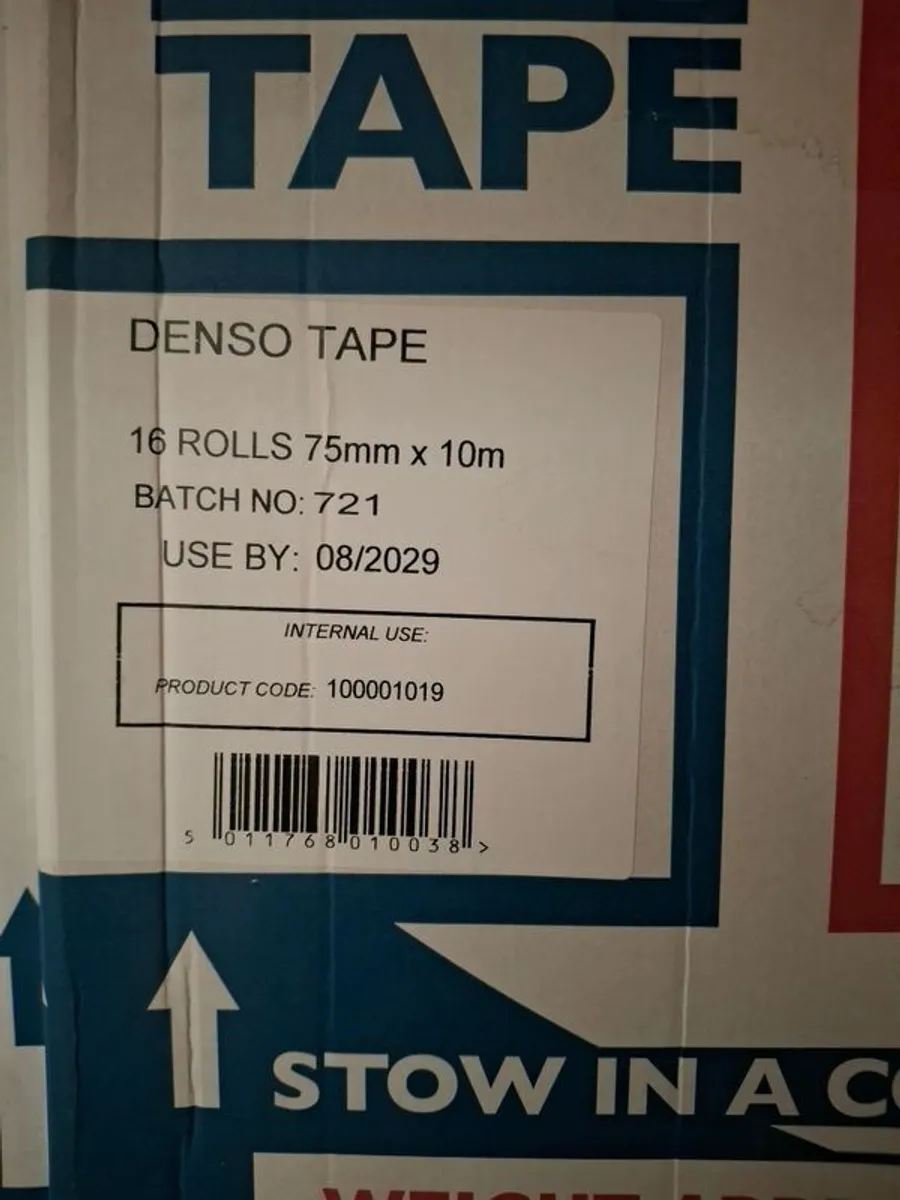 TAPE
DENSO TAPE
16 ROLLS 75mm x 10m
BATCH NO: 721
USE BY: 08/2029
INTERNAL USE:
PRODUCT CODE: 100001019
5 011768 010038 >
STOW IN A